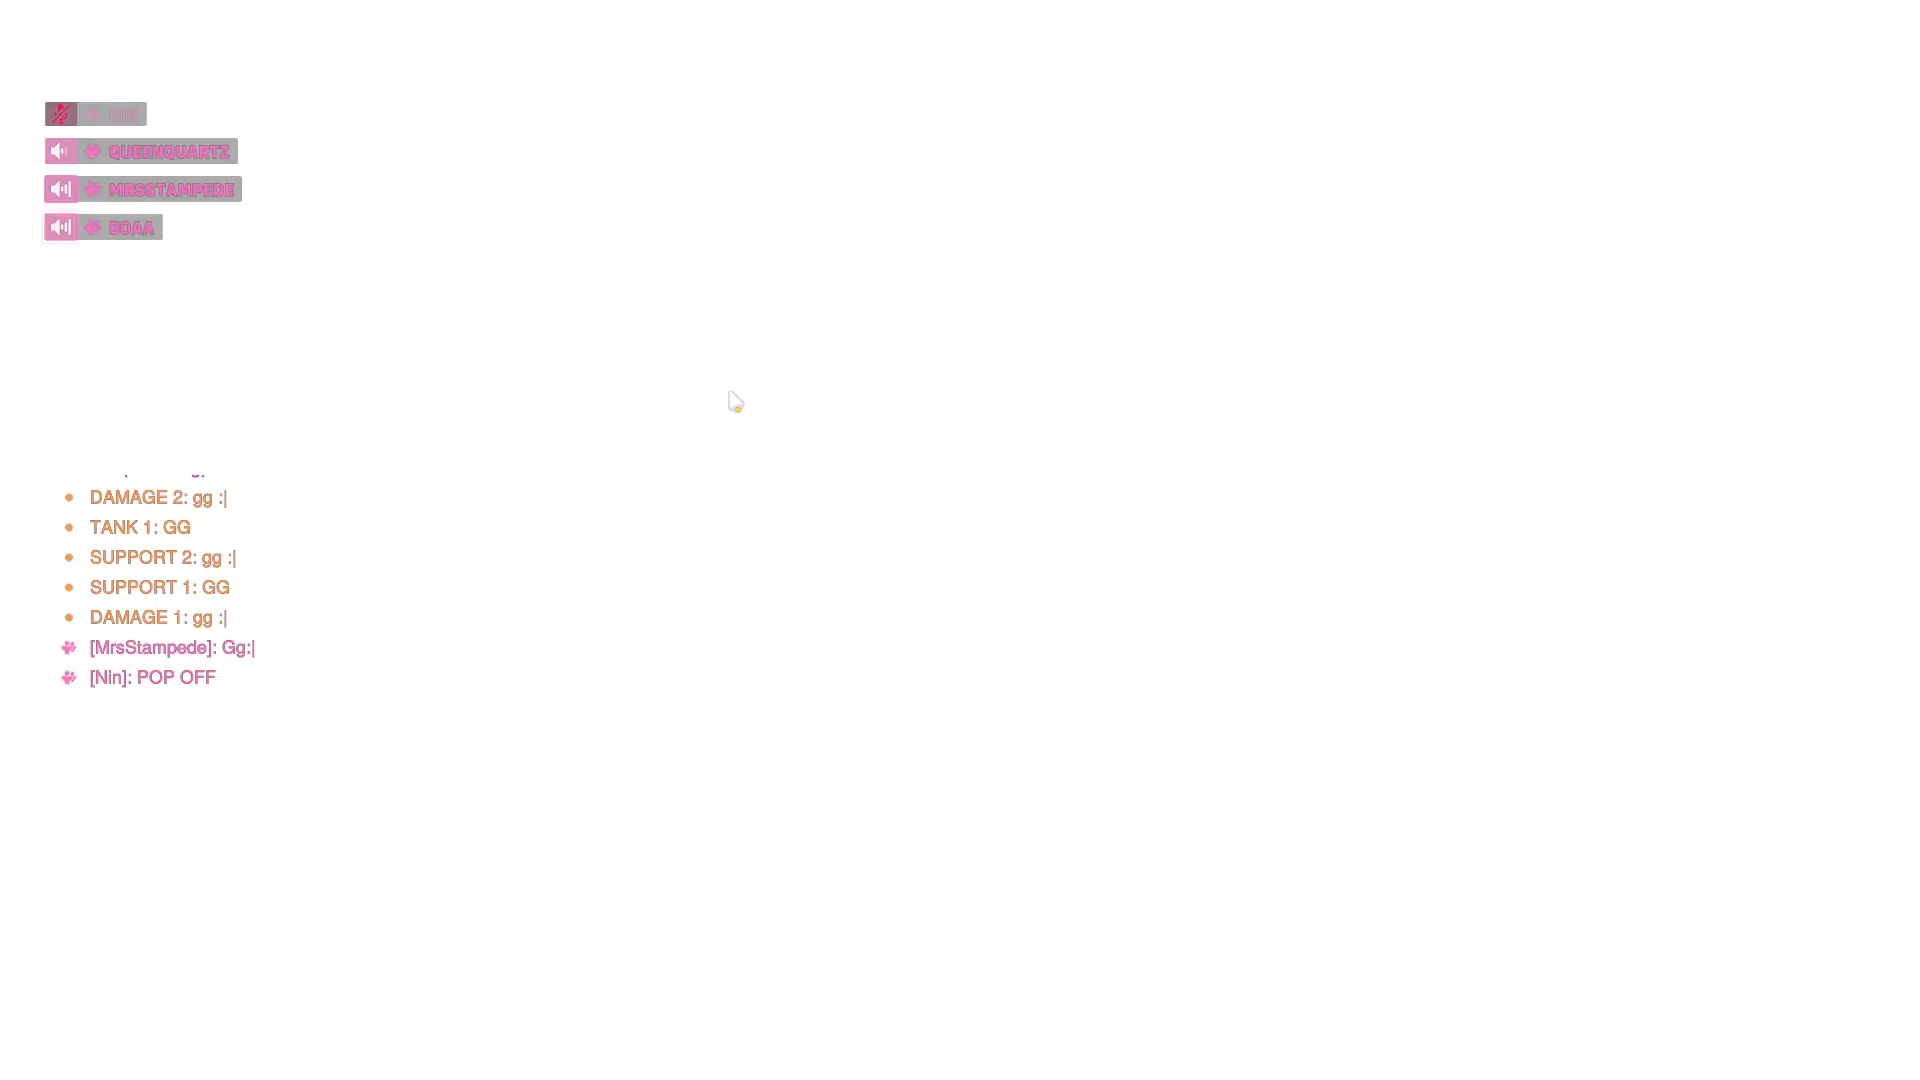 QUEENQUARTZ
MRSSTAMPEDE
BOAA
DAMAGE 2: gg :|
TANK 1: GG
SUPPORT 2: gg :|
SUPPORT 1: GG
DAMAGE 1: gg :|
[MrsStampede]: Gg:|
[Nin]: POP OFF